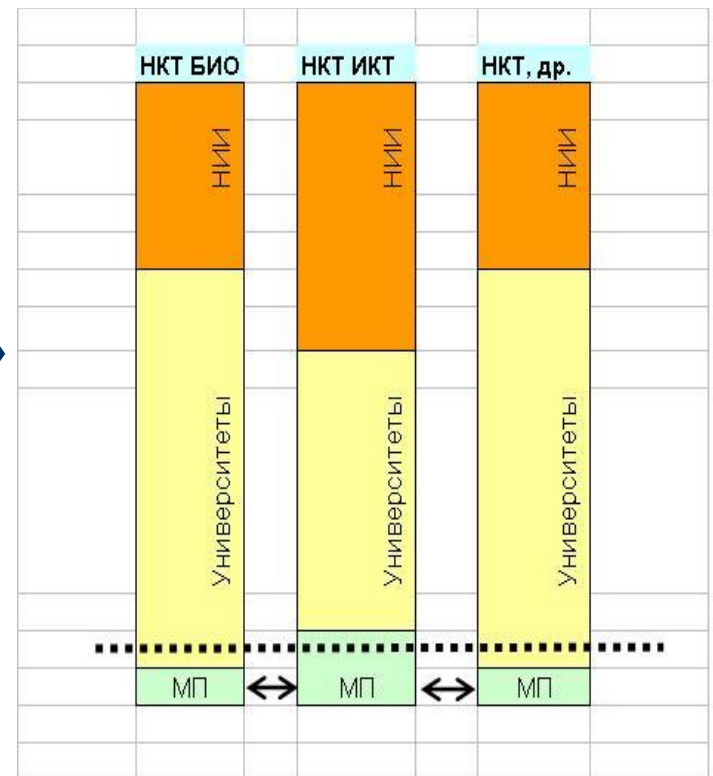 НКТ БИО
НКТ ИКТ
НКТ, др.
НИИ
НИИ
НИИ
Университеты
Университеты
Университеты
МП
МП
МП